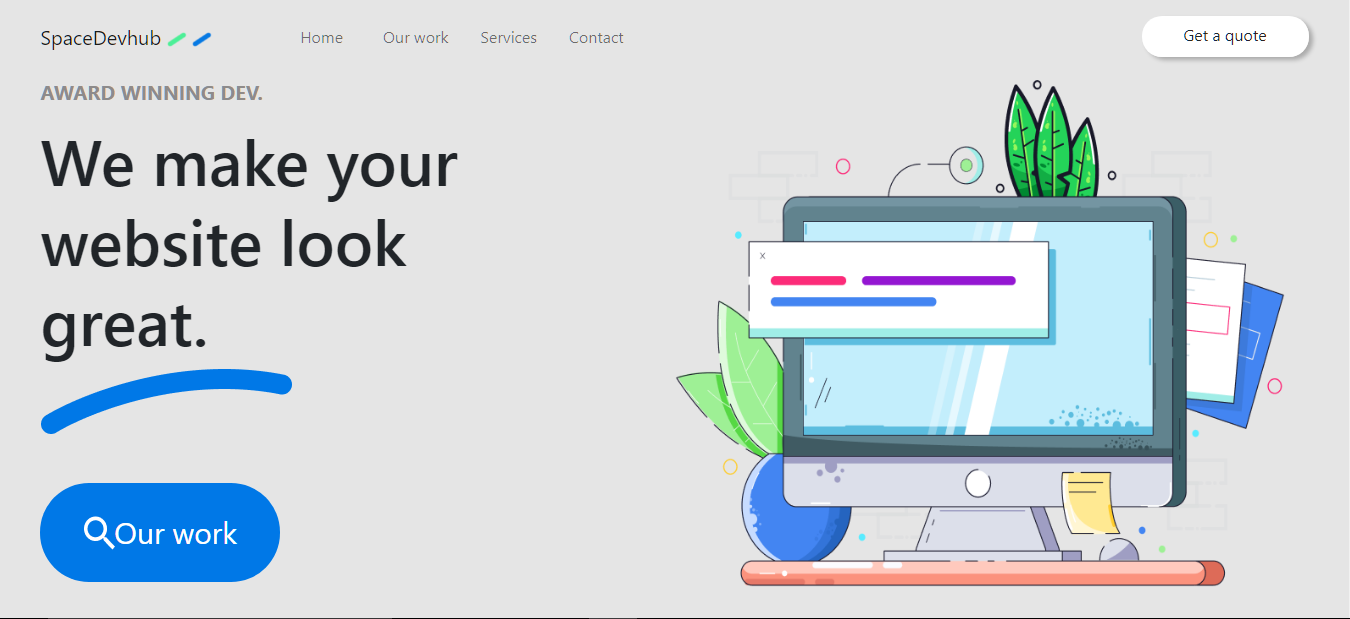 SpaceDevhub
Home Our work Services Contact
Get a quote
AWARD WINNING DEV.
We make your
website look
great.
x
Our work